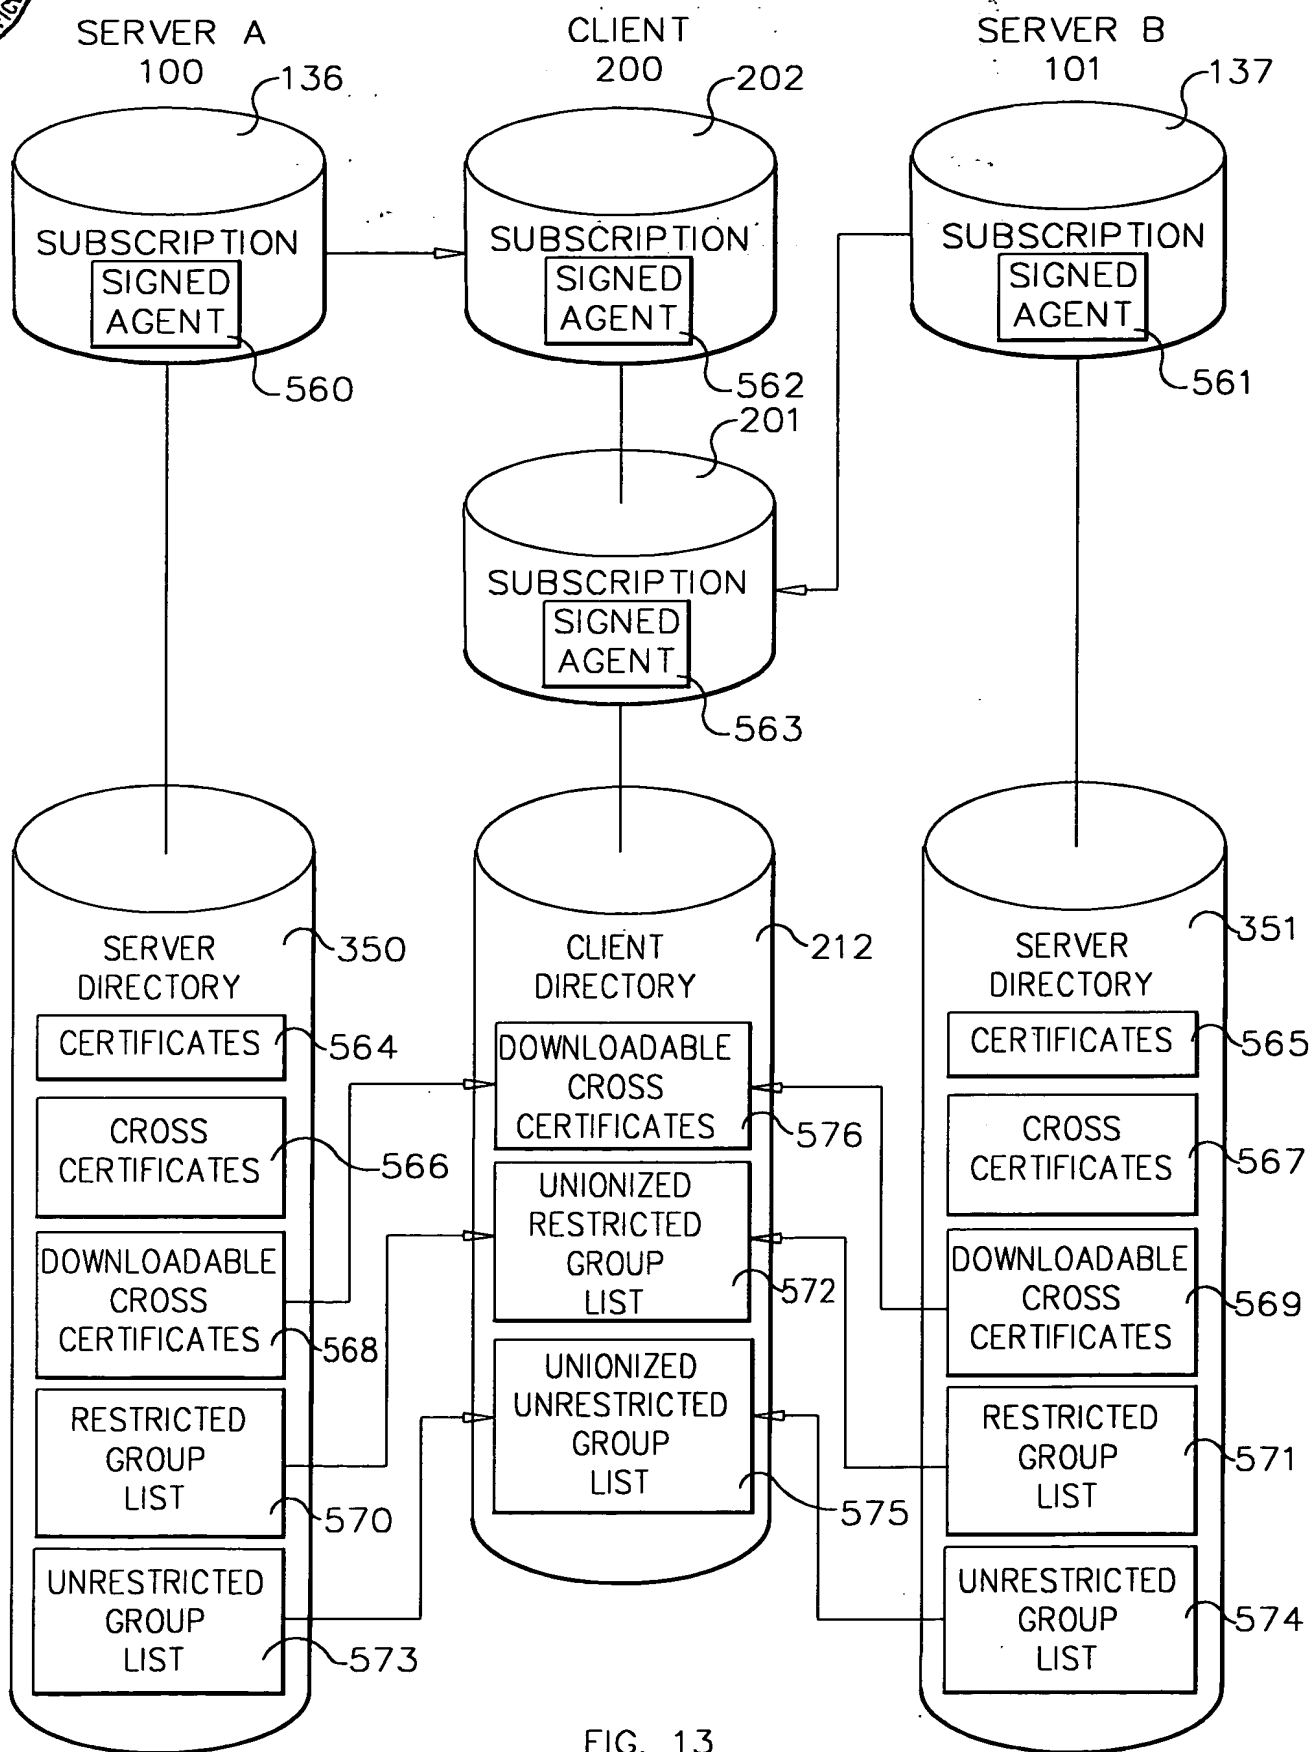 SERVER A
100
136
SUBSCRIPTION
SIGNED
AGENT
560
CLIENT
200
202
SUBSCRIPTION
SIGNED
AGENT
562
201
SUBSCRIPTION
SIGNED
AGENT
563
SERVER B
101
137
SUBSCRIPTION
SIGNED
AGENT
561
SERVER
DIRECTORY
350
CERTIFICATES
564
CROSS
CERTIFICATES
566
DOWNLOADABLE
CROSS
CERTIFICATES
568
RESTRICTED
GROUP
LIST
570
UNRESTRICTED
GROUP
LIST
573
CLIENT
DIRECTORY
212
DOWNLOADABLE
CROSS
CERTIFICATES
576
UNIONIZED
RESTRICTED
GROUP
LIST
572
UNIONIZED
UNRESTRICTED
GROUP
LIST
575
SERVER
DIRECTORY
351
CERTIFICATES
565
CROSS
CERTIFICATES
567
DOWNLOADABLE
CROSS
CERTIFICATES
569
RESTRICTED
GROUP
LIST
571
UNRESTRICTED
GROUP
LIST
574
FIG. 13